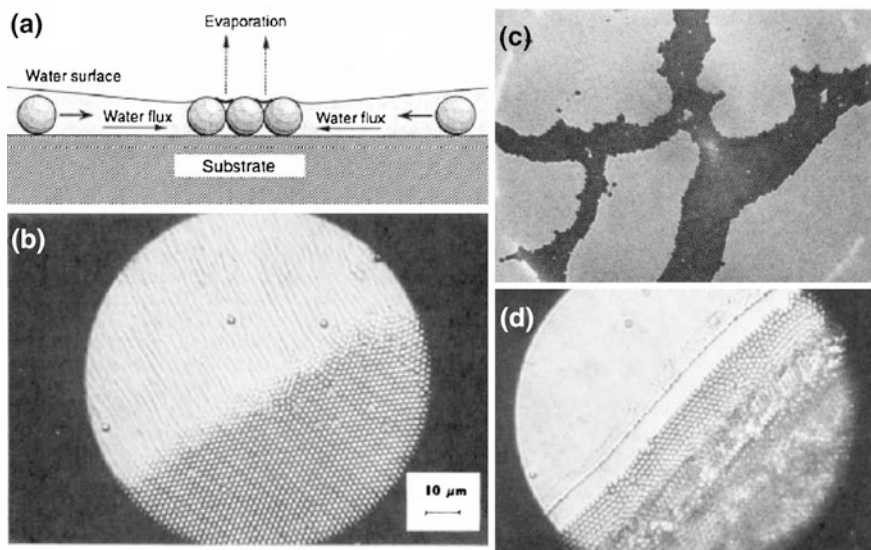 (a)
Evaporation
Water surface
Water flux
Water flux
Substrate
(b)
10 µm
(c)
(d)